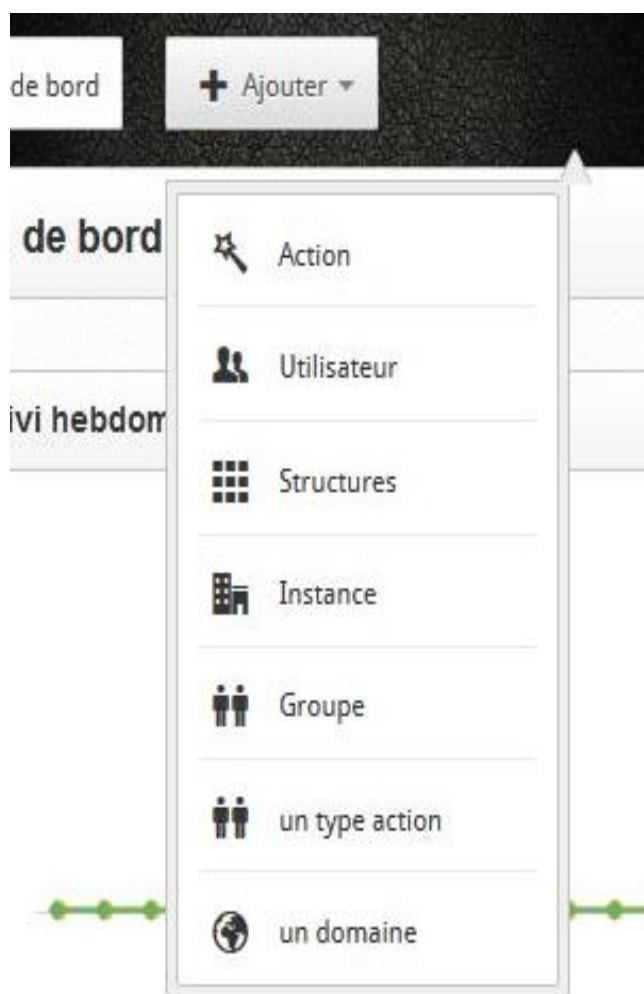 de bord
Ajouter
de bord
Action
Utilisateur
ivi hebdom
Structures
Instance
Groupe
un type action
un domaine